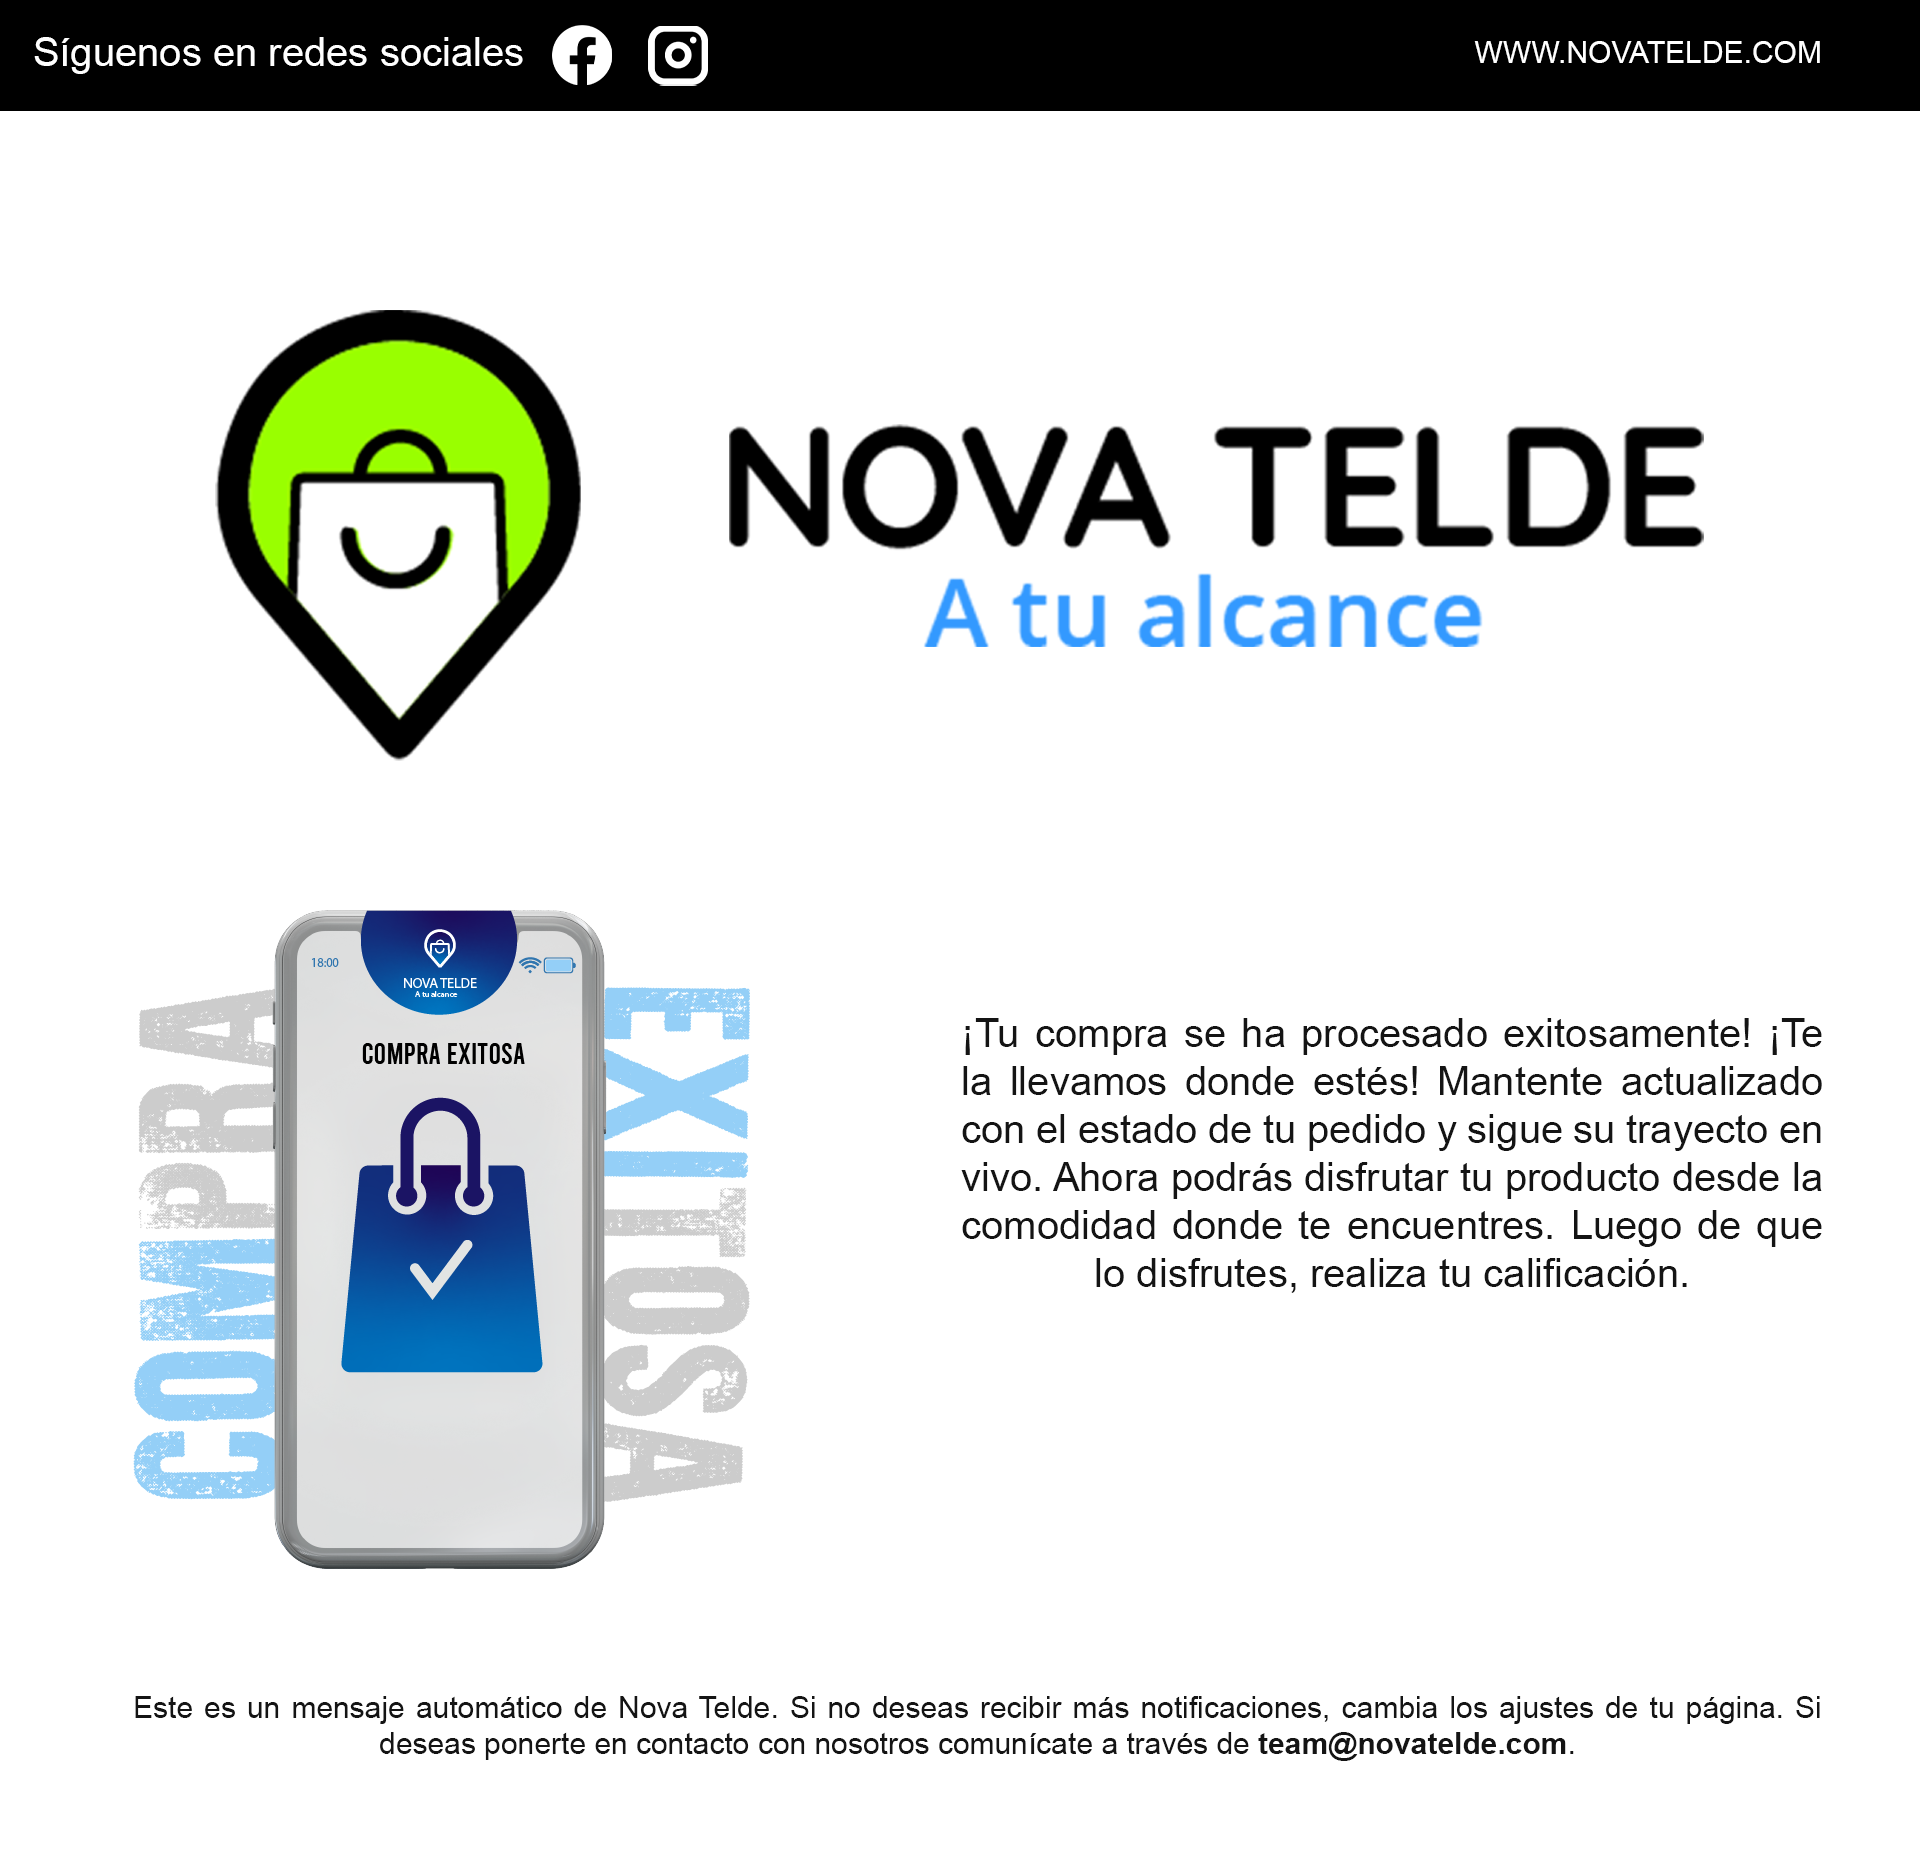 Síguenos en redes sociales
WWW.NOVATELDE.COM
NOVA TELDE
A tu alcance
18:00
NOVA TELDE
A tu alcance
COMPRA EXITOSA
COMPRA
EXITOSA
¡Tu compra se ha procesado exitosamente! ¡Te
la llevamos donde estés! Mantente actualizado
con el estado de tu pedido y sigue su trayecto en
vivo. Ahora podrás disfrutar tu producto desde la
comodidad donde te encuentres. Luego de que
lo disfrutes, realiza tu calificación.
Este es un mensaje automático de Nova Telde. Si no deseas recibir más notificaciones, cambia los ajustes de tu página. Si
deseas ponerte en contacto con nosotros comunícate a través de team@novatelde.com.